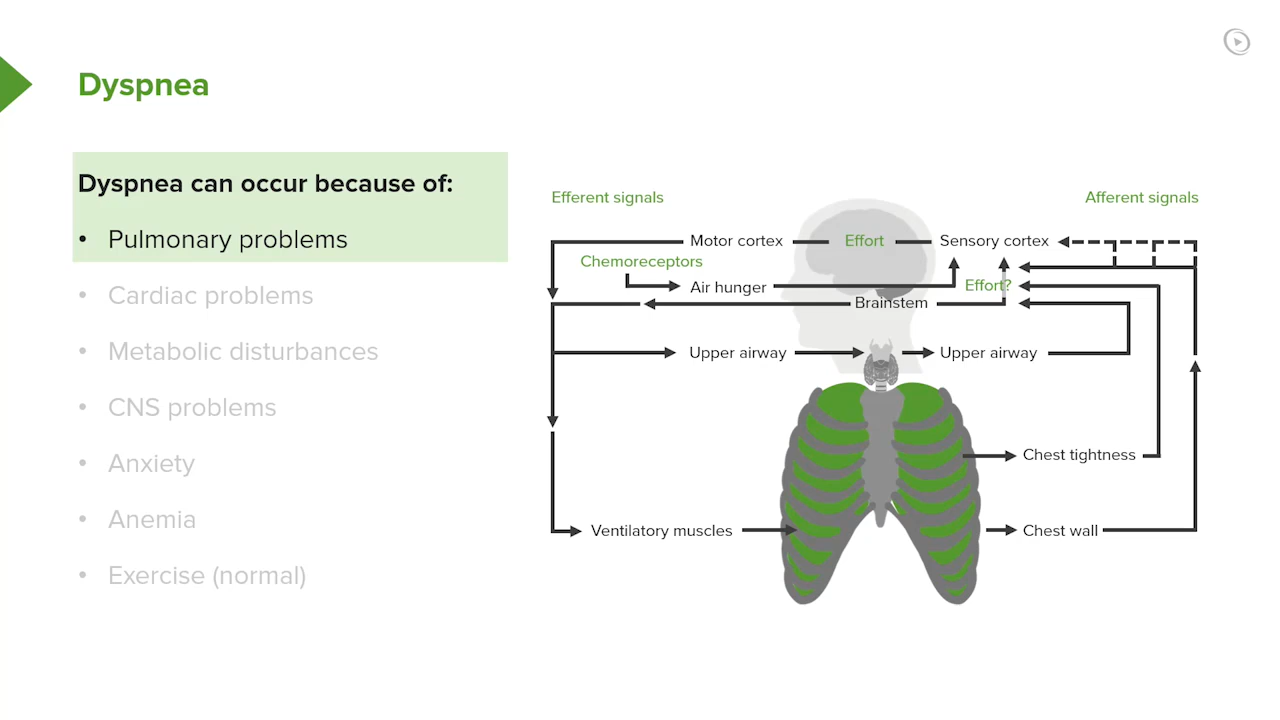 Dyspnea
Dyspnea can occur because of:
• Pulmonary problems
• Cardiac problems
• Metabolic disturbances
• CNS problems
• Anxiety
• Anemia
• Exercise (normal)
Efferent signals
Afferent signals
Motor cortex
Effort
Sensory cortex
Chemoreceptors
Air hunger
Effort?
Brainstem
Upper airway
Upper airway
Chest tightness
Ventilatory muscles
Chest wall